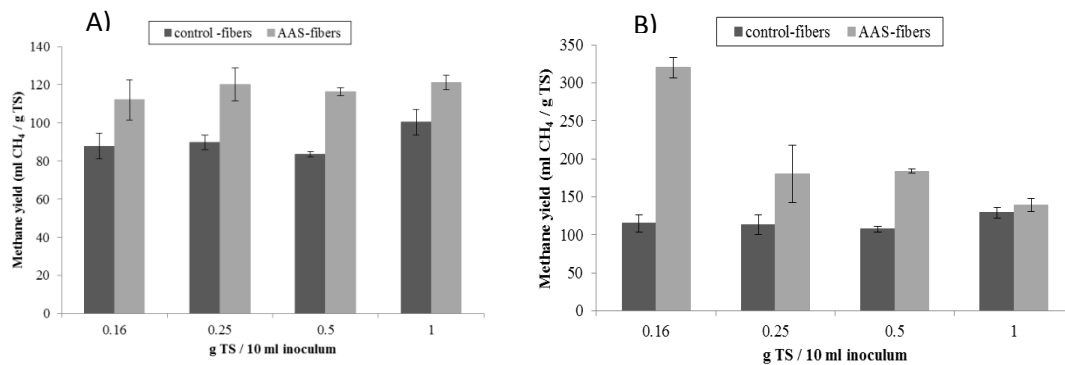 A)
control -fibers AAS-fibers
140
120
100
80
60
40
20
0
Methane yield (ml CH₄ / g TS)
0.16 0.25 0.5 1
g TS / 10 ml inoculum
B)
control-fibers AAS-fibers
350
300
250
200
150
100
50
0
Methane yield (ml CH₄ / g TS)
0.16 0.25 0.5 1
g TS / 10 ml inoculum